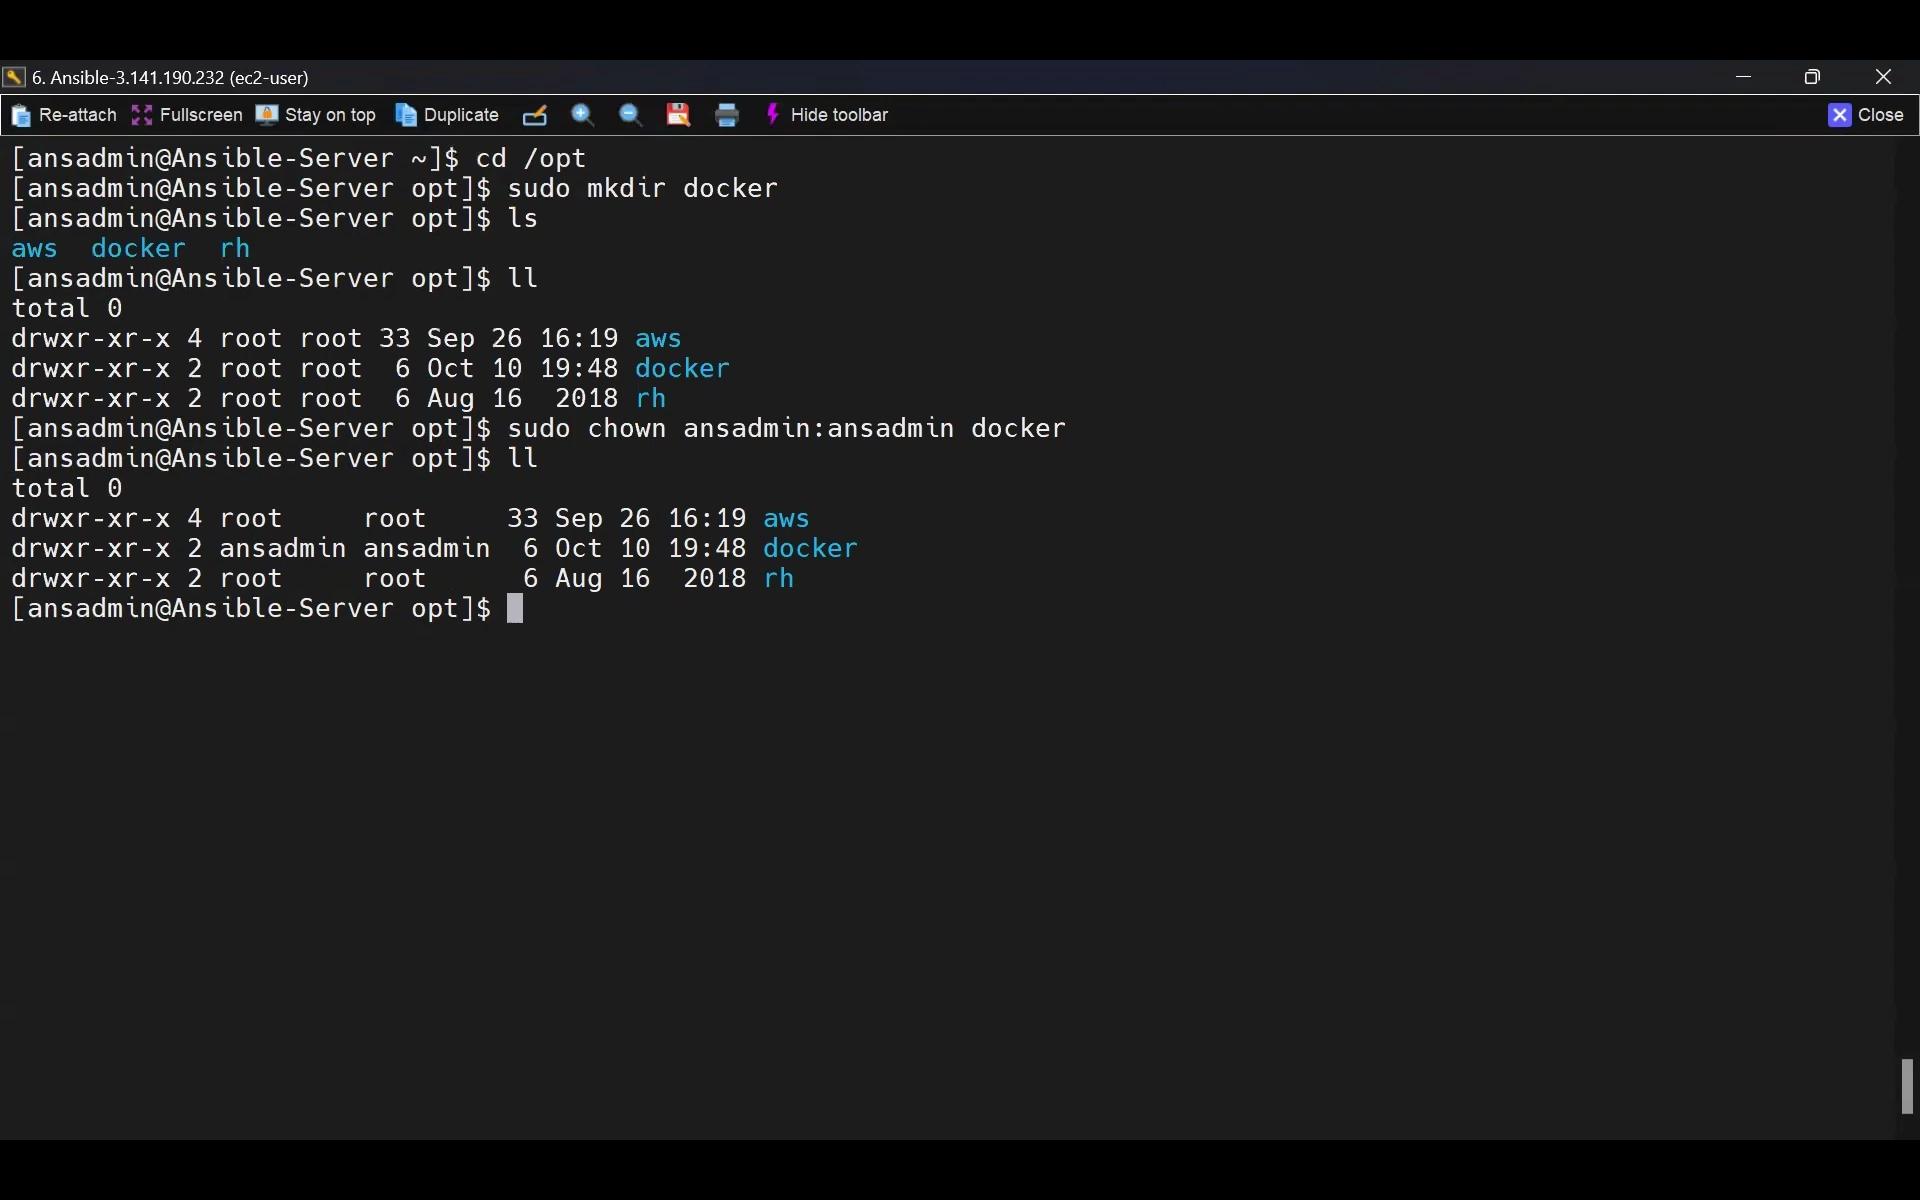 6. Ansible-3.141.190.232 (ec2-user)
Re-attach Fullscreen Stay on top Duplicate Hide toolbar Close
[ansadmin@Ansible-Server ~]$ cd /opt
[ansadmin@Ansible-Server opt]$ sudo mkdir docker
[ansadmin@Ansible-Server opt]$ ls
aws  docker  rh
[ansadmin@Ansible-Server opt]$ ll
total 0
drwxr-xr-x 4 root root 33 Sep 26 16:19 aws
drwxr-xr-x 2 root root  6 Oct 10 19:48 docker
drwxr-xr-x 2 root root  6 Aug 16  2018 rh
[ansadmin@Ansible-Server opt]$ sudo chown ansadmin:ansadmin docker
[ansadmin@Ansible-Server opt]$ ll
total 0
drwxr-xr-x 4 root     root     33 Sep 26 16:19 aws
drwxr-xr-x 2 ansadmin ansadmin  6 Oct 10 19:48 docker
drwxr-xr-x 2 root     root      6 Aug 16  2018 rh
[ansadmin@Ansible-Server opt]$